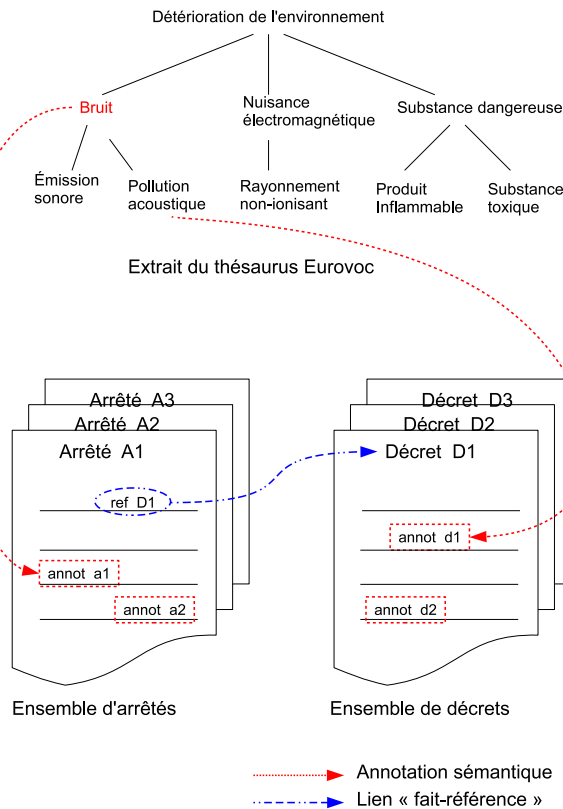 Détérioration de l'environnement
Bruit
Nuisance
électromagnétique
Substance dangereuse
Émission
sonore
Pollution
acoustique
Rayonnement
non-ionisant
Produit
Inflammable
Substance
toxique
Extrait du thésaurus Eurovoc
Arrêté A3
Arrêté A2
Arrêté A1
ref D1
annot a1
annot a2
Décret D3
Décret D2
Décret D1
annot d1
annot d2
Ensemble d'arrêtés
Ensemble de décrets
Annotation sémantique
Lien « fait-référence »